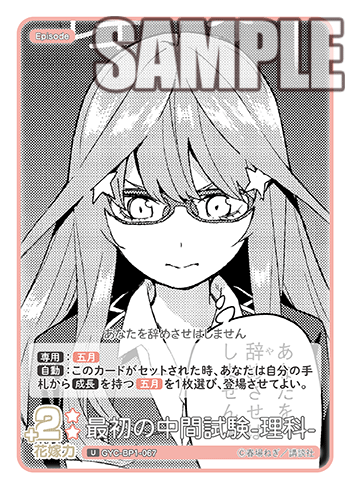 Episode
SAMPLE
あなたを辞めさせはしません
あなたを
辞めさせは
しません
専用:五月
自動:このカードがセットされた時、あなたは自分の手
札から 成長 を持つ 五月 を1枚選び、登場させてよい。
+2
花嫁力
最初の中間試験-理科-
U GYC-BP1-067
©春場ねぎ/講談社